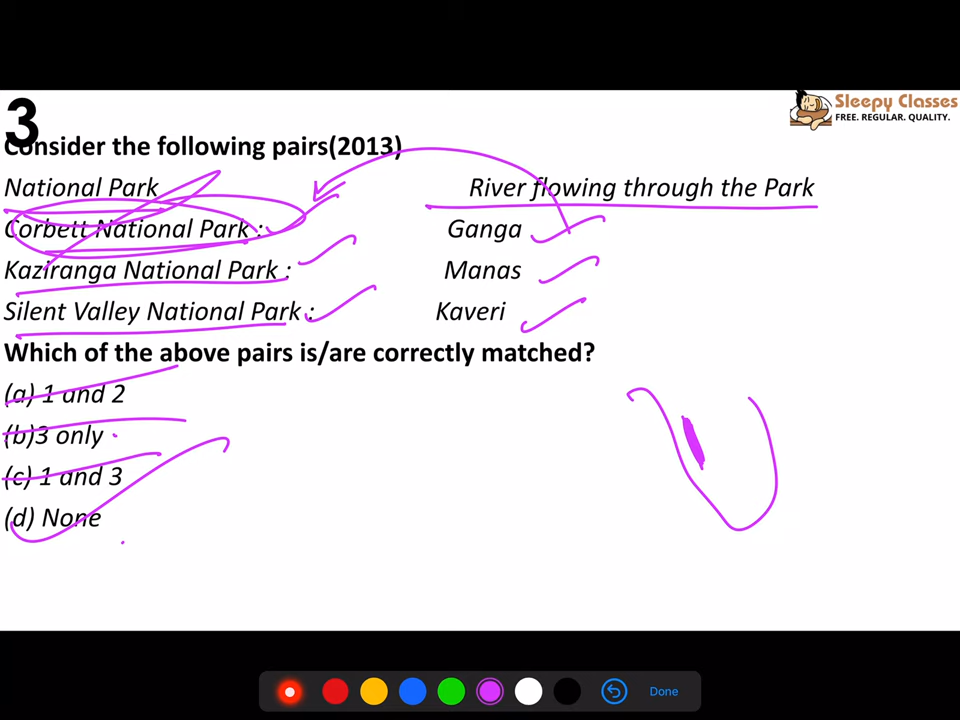 3
Sleepy Classes
FREE. REGULAR. QUALITY.
Consider the following pairs(2013)
National Park River flowing through the Park
Corbett National Park : Ganga
Kaziranga National Park : Manas
Silent Valley National Park : Kaveri
Which of the above pairs is/are correctly matched?
(a) 1 and 2
(b)3 only
(c) 1 and 3
(d) None
Done